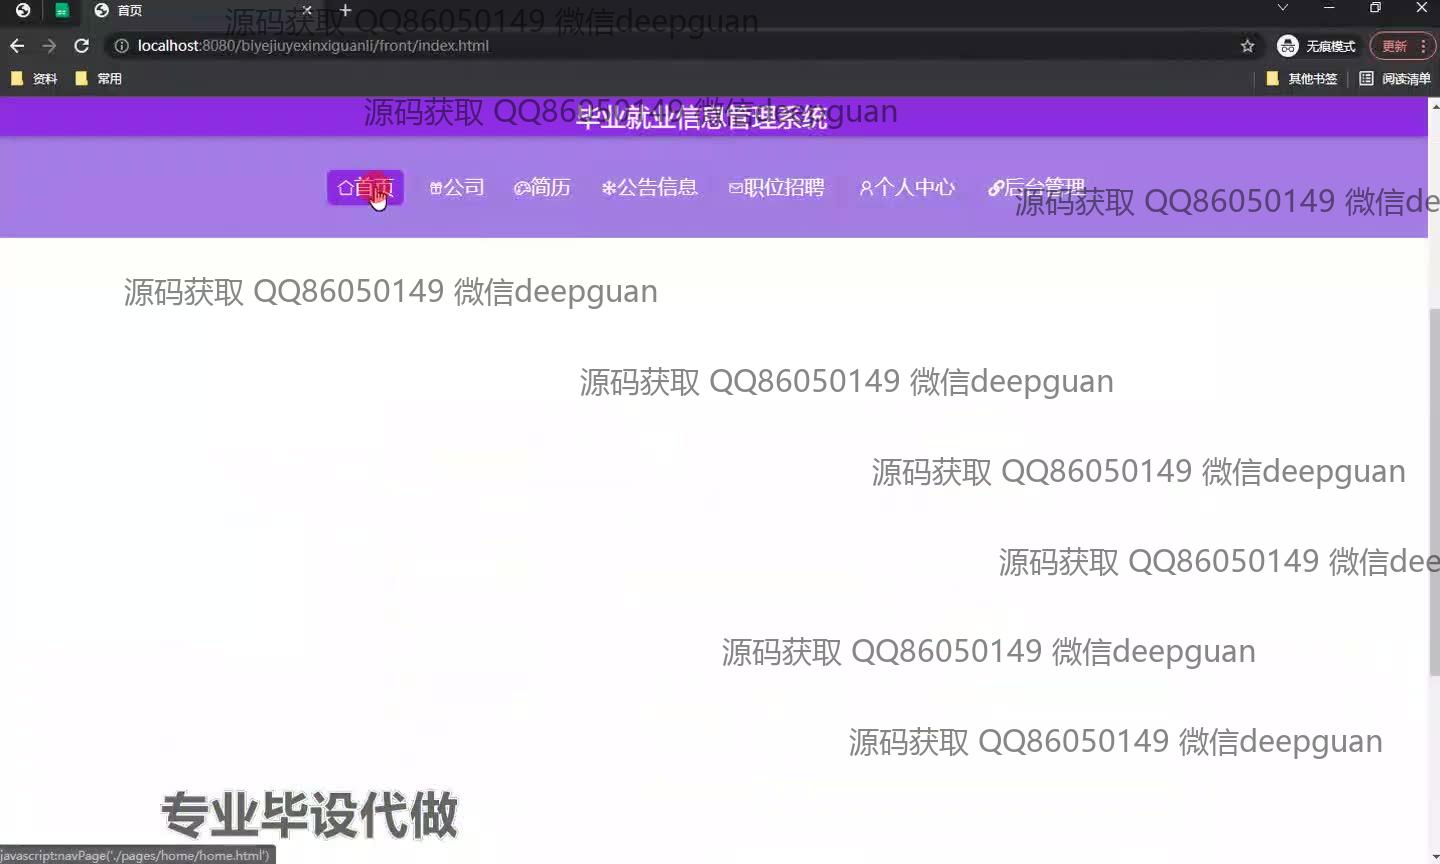 首页
源码获取 QQ86050149 微信deepguan
localhost:8080/biyejiuyexinxiguanli/front/index.html
无痕模式
更新
资料
常用
其他书签
阅读清单
源码获取 QQ86050149 微信deepguan
毕业就业信息管理系统
首页
公司
简历
公告信息
职位招聘
个人中心
后台管理
源码获取 QQ86050149 微信de
源码获取 QQ86050149 微信deepguan
源码获取 QQ86050149 微信deepguan
源码获取 QQ86050149 微信deepguan
源码获取 QQ86050149 微信dee
源码获取 QQ86050149 微信deepguan
源码获取 QQ86050149 微信deepguan
专业毕设代做
javascript:navPage('./pages/home/home.html')